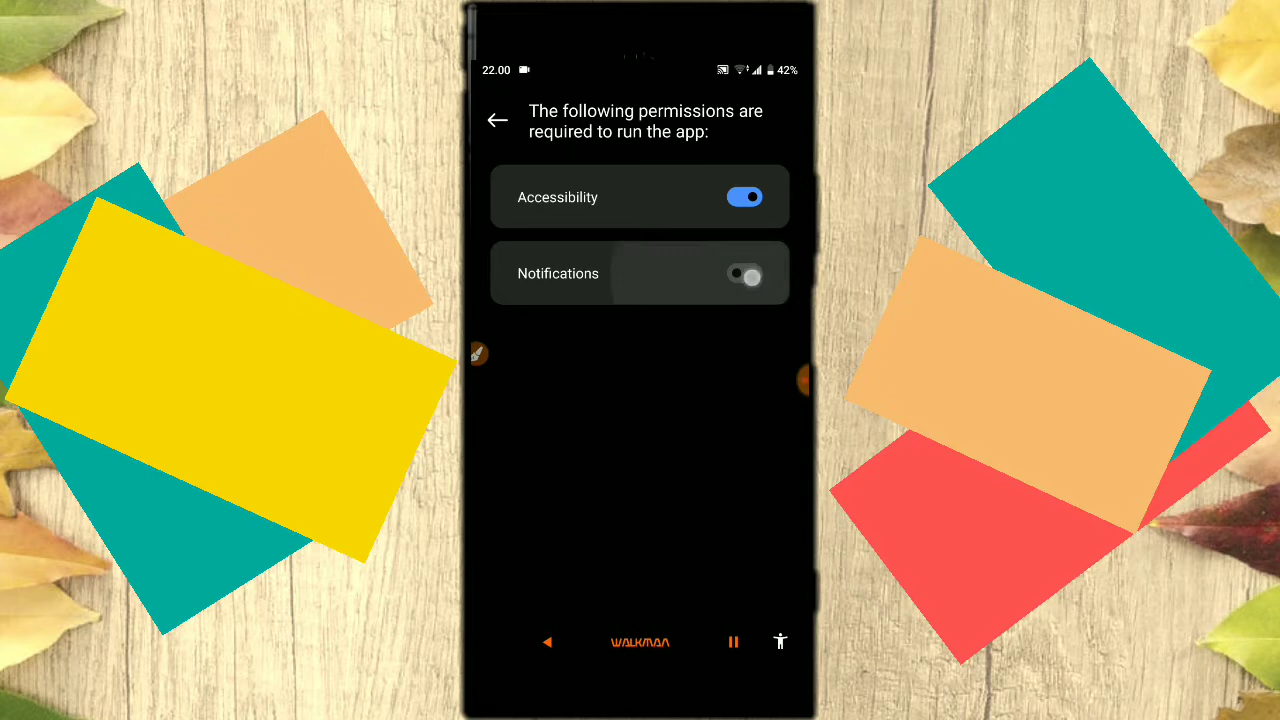 22.00
42%
The following permissions are
required to run the app:
Accessibility
Notifications
WALKMAN